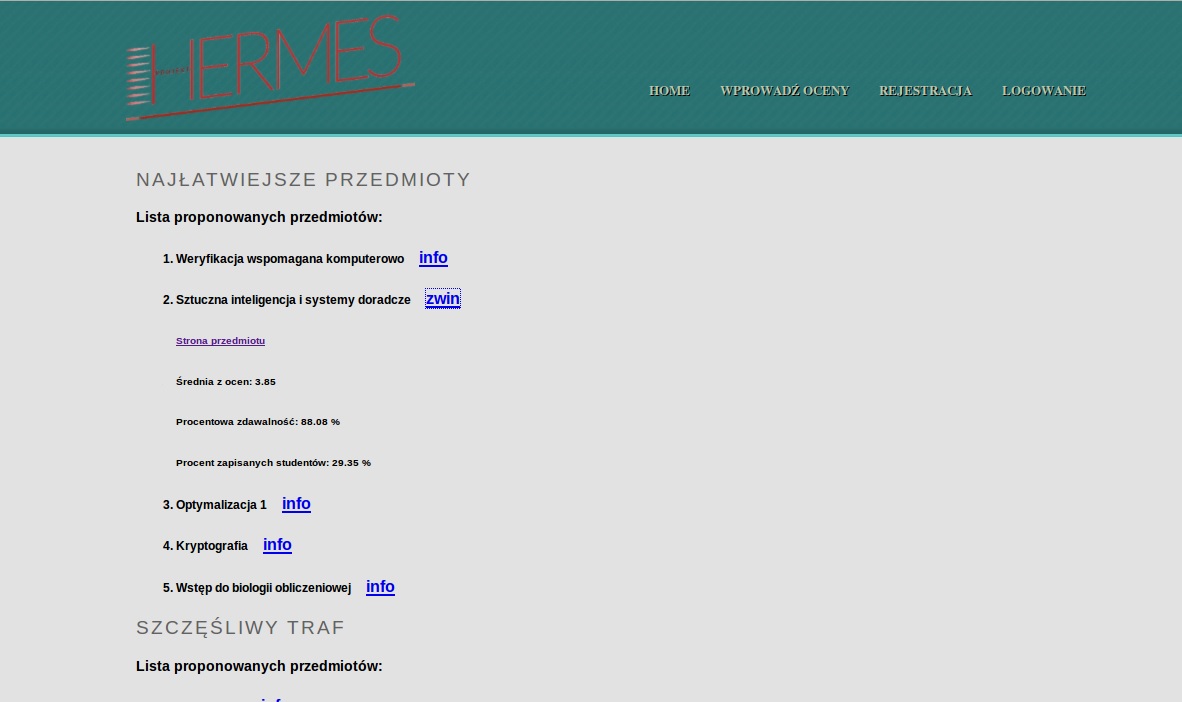 HERMES
HOME WPROWADŹ OCENY REJESTRACJA LOGOWANIE
NAJŁATWIEJSZE PRZEDMIOTY
Lista proponowanych przedmiotów:
1. Weryfikacja wspomagana komputerowo info
2. Sztuczna inteligencja i systemy doradcze zwin
Strona przedmiotu
Średnia z ocen: 3.85
Procentowa zdawalność: 88.08 %
Procent zapisanych studentów: 29.35 %
3. Optymalizacja 1 info
4. Kryptografia info
5. Wstęp do biologii obliczeniowej info
SZCZĘŚLIWY TRAF
Lista proponowanych przedmiotów: